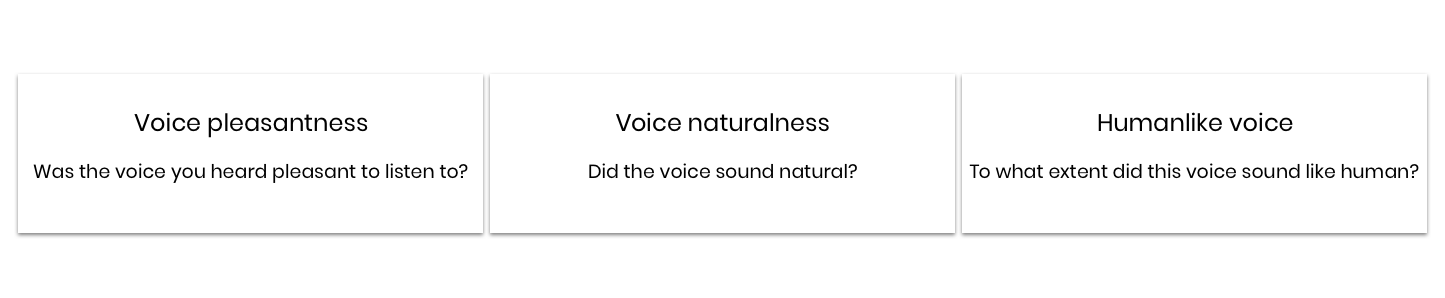 Voice pleasantness
Was the voice you heard pleasant to listen to?
Voice naturalness
Did the voice sound natural?
Humanlike voice
To what extent did this voice sound like human?